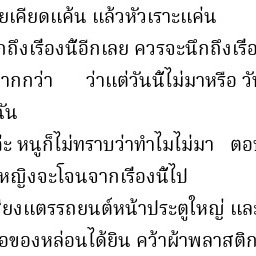 ยเคียดแค้น แล้วหัวเราะแค่น
กถึงเรื่องนี้อีกเลย ควรจะนึกถึงเรื่อ
ากกว่า ว่าแต่วันนี้ไม่มาหรือ วั
ฉัน
ค่ะ หนูก็ไม่ทราบว่าทำไมไม่มา ตอ
หญิงจะโจนจากเรื่องนี้ไป
ียงแตรรถยนต์หน้าประตูใหญ่ และ
อของหล่อนได้ยิน คว้าผ้าพลาสติก